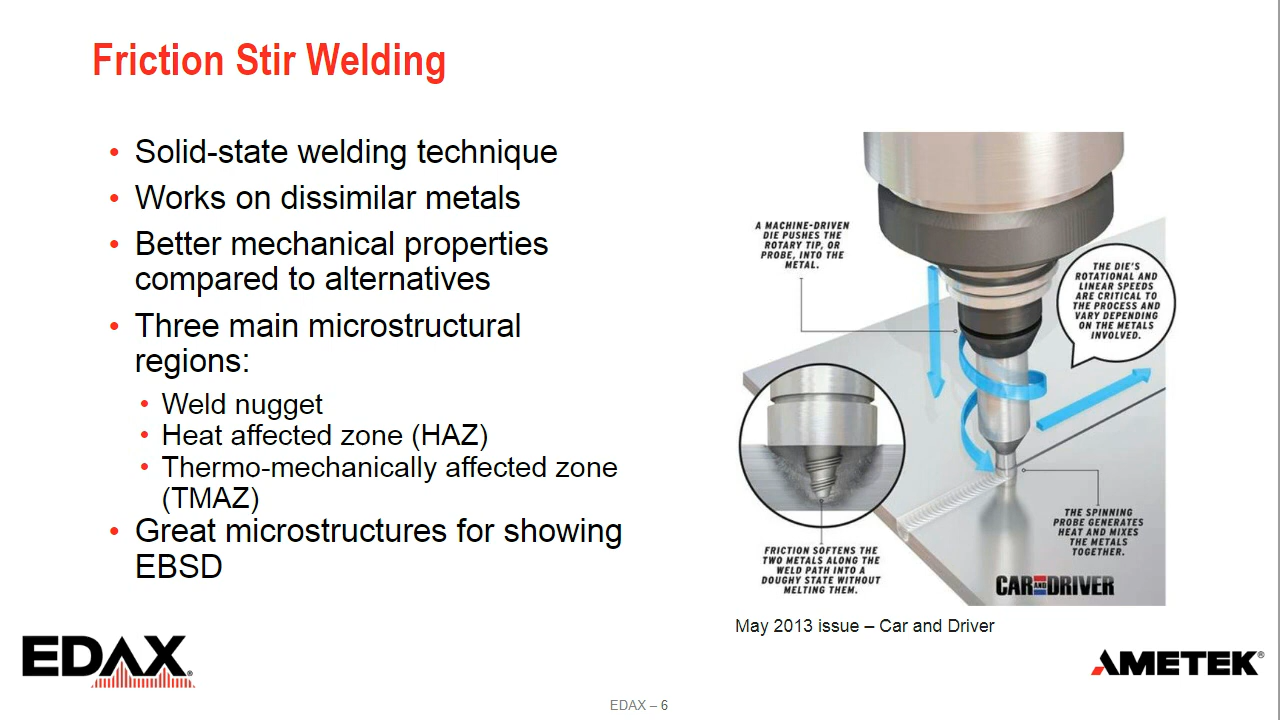 Friction Stir Welding
• Solid-state welding technique
• Works on dissimilar metals
• Better mechanical properties
compared to alternatives
• Three main microstructural
regions:
• Weld nugget
• Heat affected zone (HAZ)
• Thermo-mechanically affected zone
(TMAZ)
• Great microstructures for showing
EBSD
A MACHINE-DRIVEN
DIE PUSHES THE
ROTARY TIP, OR
PROBE, INTO THE
METAL.
THE DIE'S
ROTATIONAL AND
LINEAR SPEEDS
ARE CRITICAL TO
THE PROCESS AND
VARY DEPENDING
ON THE METALS
INVOLVED.
FRICTION SOFTENS THE
TWO METALS ALONG THE
WELD PATH INTO A
DOUGHY STATE WITHOUT
MELTING THEM.
THE SPINNING
PROBE GENERATES
HEAT AND MIXES
THE METALS
TOGETHER.
CAR AND DRIVER
May 2013 issue – Car and Driver
EDAX®
AMETEK®
EDAX – 6